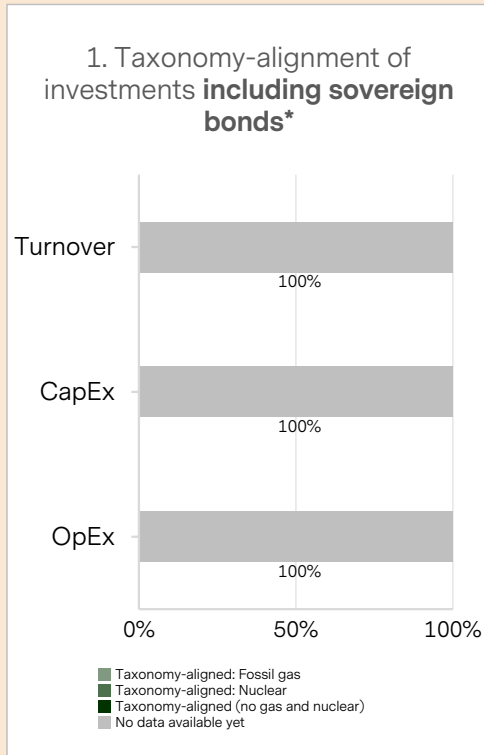 1. Taxonomy-alignment of
investments including sovereign
bonds*
Turnover
100%
CapEx
100%
OpEx
100%
0% 50% 100%
Taxonomy-aligned: Fossil gas
Taxonomy-aligned: Nuclear
Taxonomy-aligned (no gas and nuclear)
No data available yet